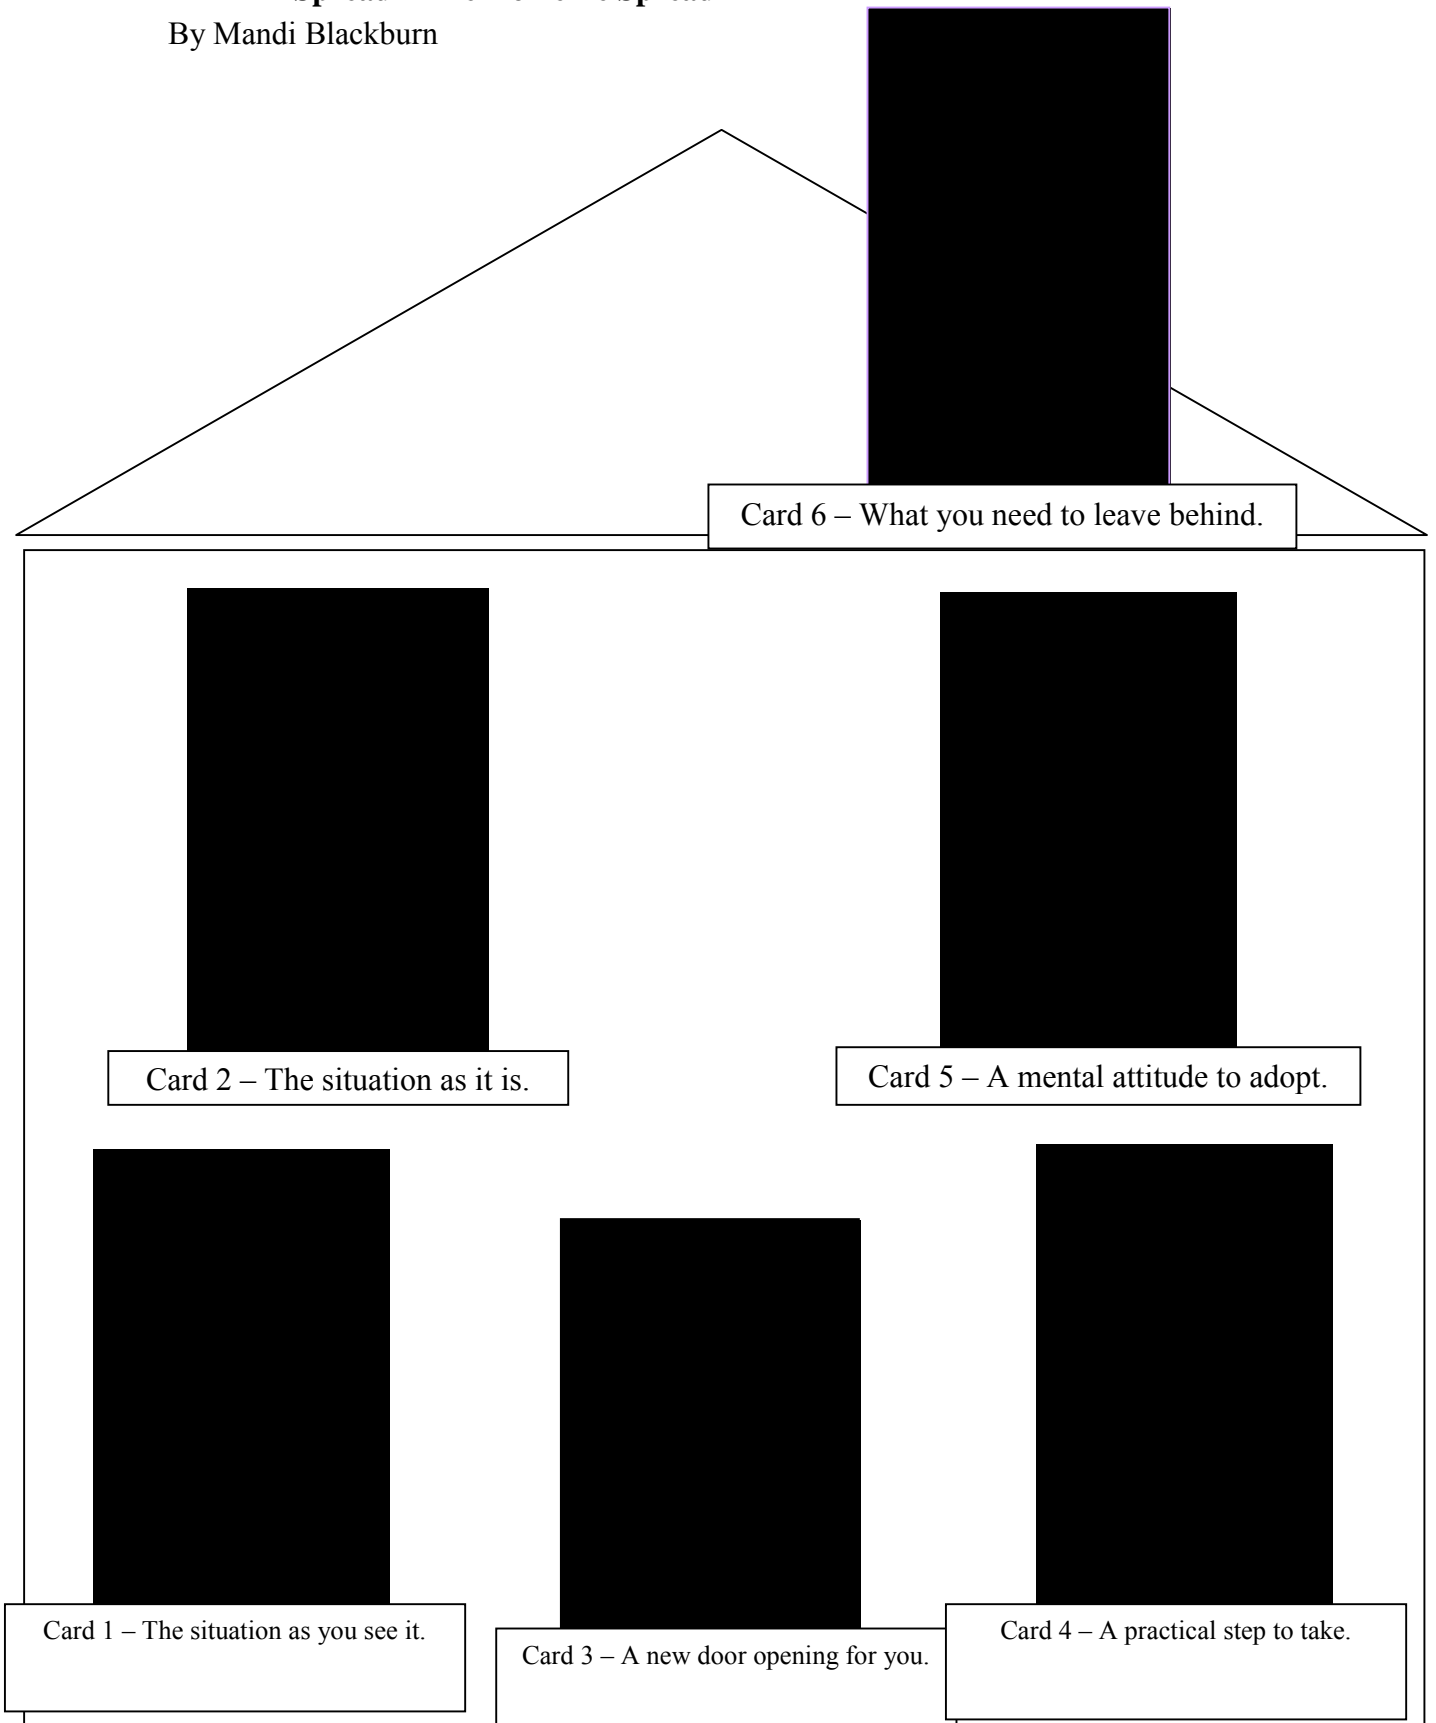 By Mandi Blackburn
Card 6 – What you need to leave behind.
Card 2 – The situation as it is.
Card 5 – A mental attitude to adopt.
Card 1 – The situation as you see it.
Card 3 – A new door opening for you.
Card 4 – A practical step to take.